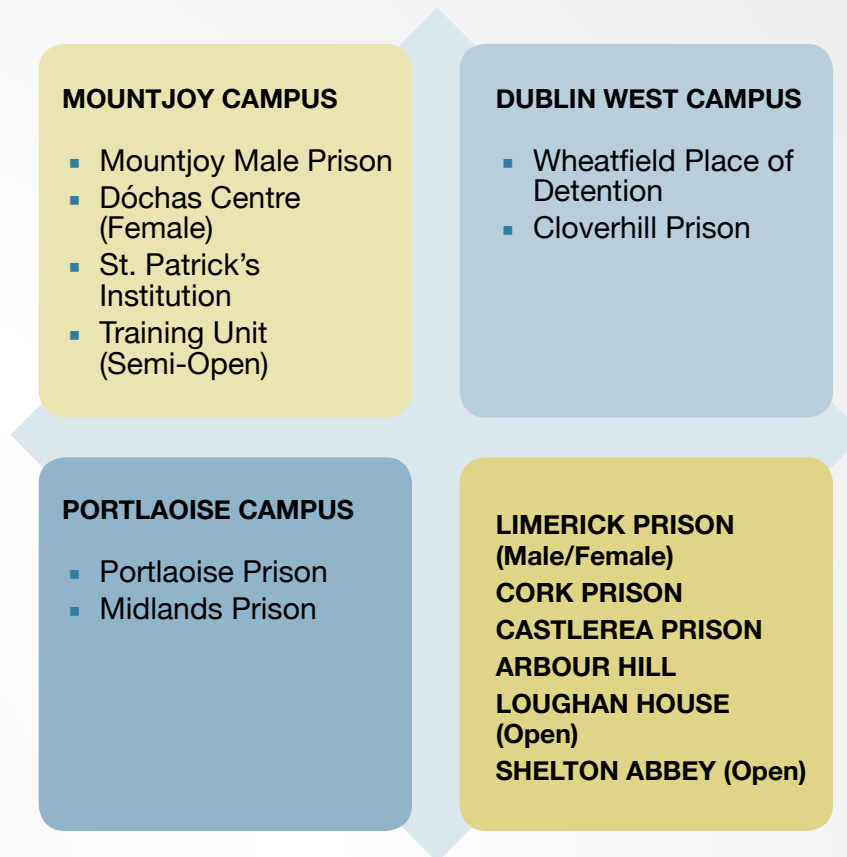 MOUNTJOY CAMPUS
▪ Mountjoy Male Prison
▪ Dóchas Centre
(Female)
▪ St. Patrick’s
Institution
▪ Training Unit
(Semi-Open)
DUBLIN WEST CAMPUS
▪ Wheatfield Place of
Detention
▪ Cloverhill Prison
PORTLAOISE CAMPUS
▪ Portlaoise Prison
▪ Midlands Prison
LIMERICK PRISON
(Male/Female)
CORK PRISON
CASTLEREA PRISON
ARBOUR HILL
LOUGHAN HOUSE
(Open)
SHELTON ABBEY (Open)